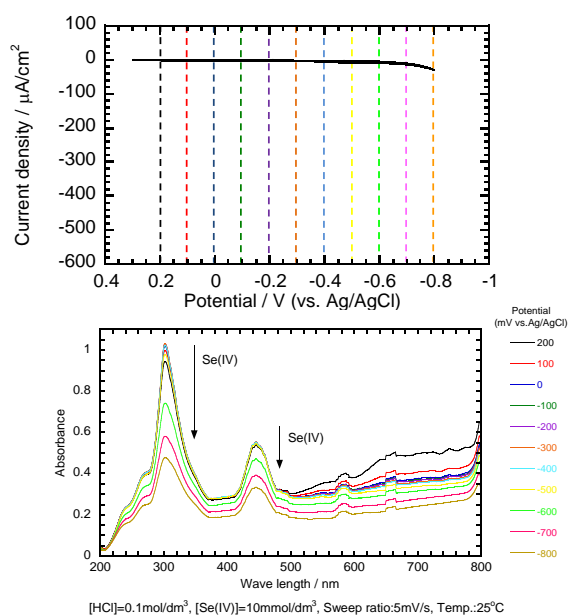 100
0
-100
-200
-300
-400
-500
-600
Current density / μA/cm²
0.4 0.2 0 -0.2 -0.4 -0.6 -0.8 -1
Potential / V (vs. Ag/AgCl)
Potential
(mV vs.Ag/AgCl)
200
100
0
-100
-200
-300
-400
-500
-600
-700
-800
1
0.8
0.6
0.4
0.2
0
Absorbance
Se(IV)
Se(IV)
200 300 400 500 600 700 800
Wave length / nm
[HCl]=0.1mol/dm³, [Se(IV)]=10mmol/dm³, Sweep ratio:5mV/s, Temp.:25°C